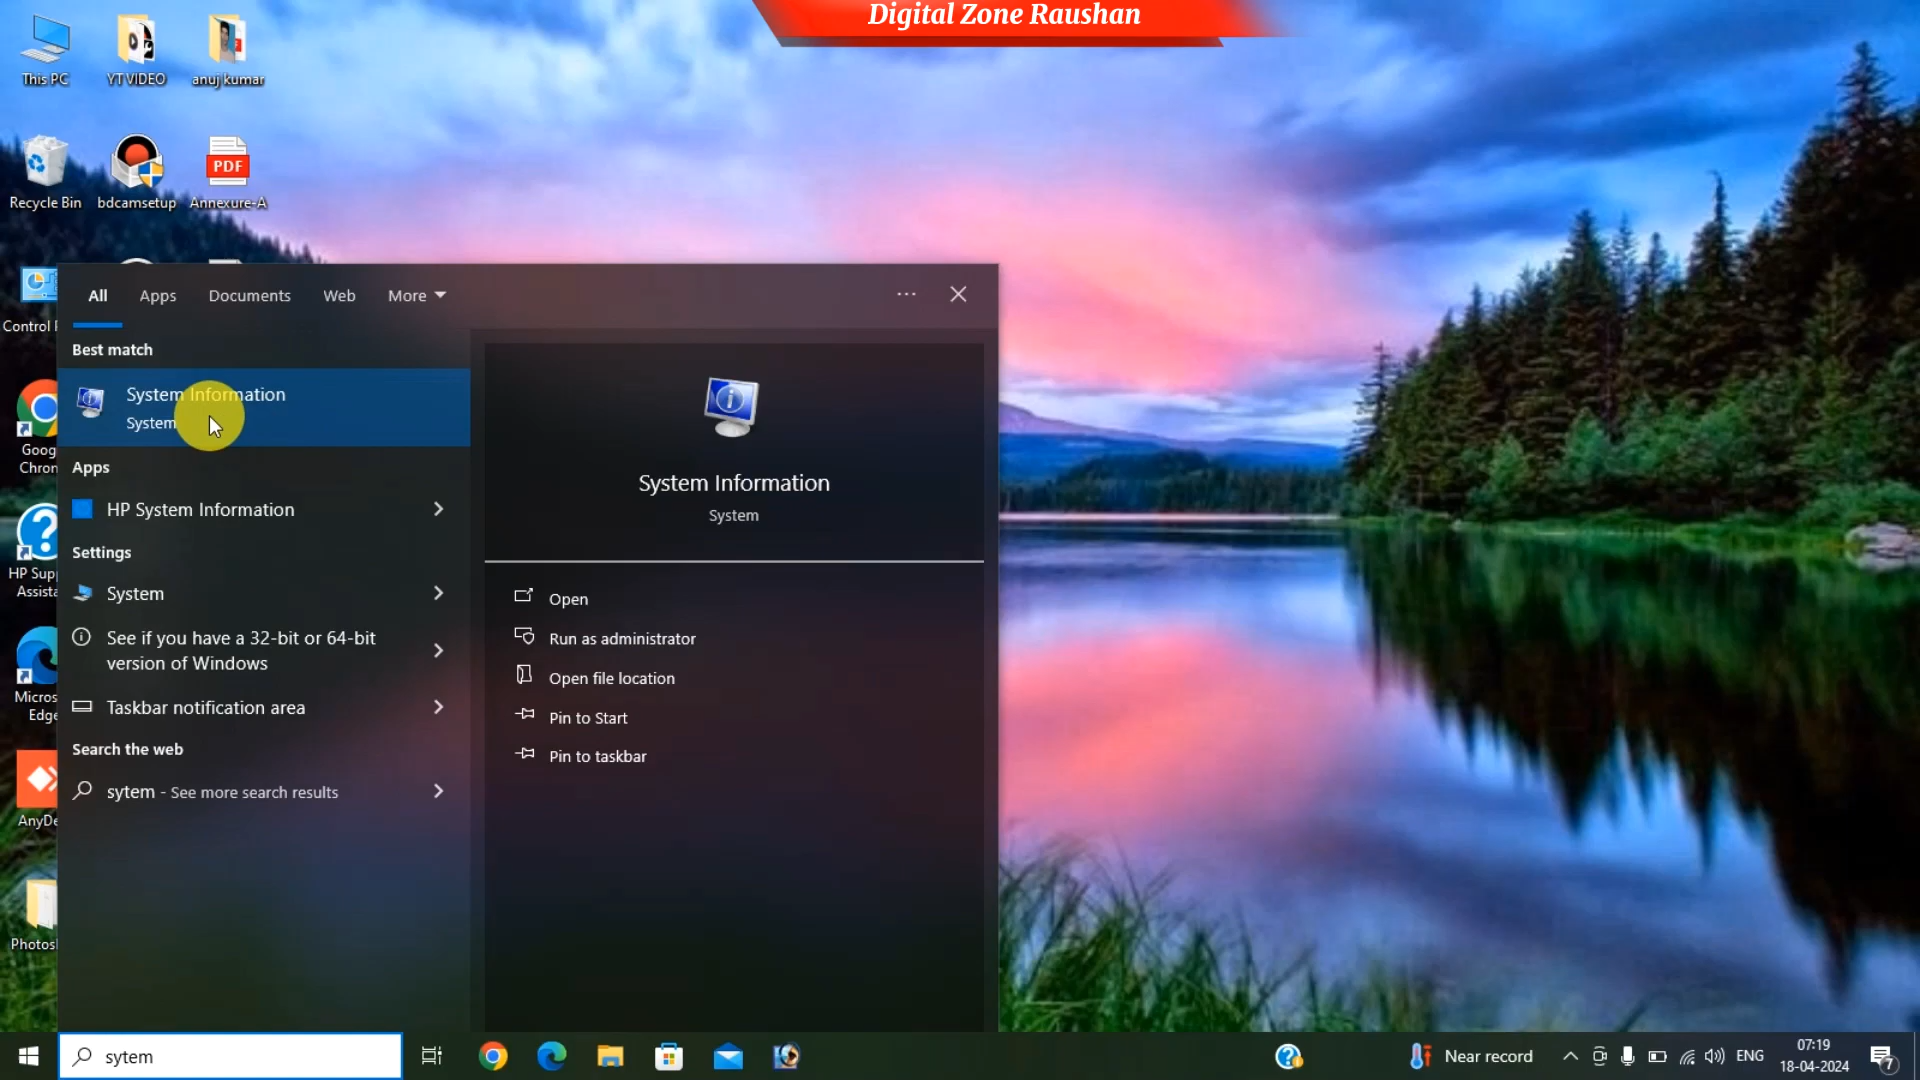 Digital Zone Raushan
This PC
YT VIDEO
anuj kumar
PDF
Recycle Bin
bdcamsetup
Annexure-A
Control
Goog
Chron
HP Sup
Assista
Micros
Edge
AnyDe
Photosh
All
Apps
Documents
Web
More
Best match
System Information
System
Apps
HP System Information
Settings
System
See if you have a 32-bit or 64-bit
version of Windows
Taskbar notification area
Search the web
sytem - See more search results
System Information
System
Open
Run as administrator
Open file location
Pin to Start
Pin to taskbar
sytem
Near record
ENG
07:19
18-04-2024
7